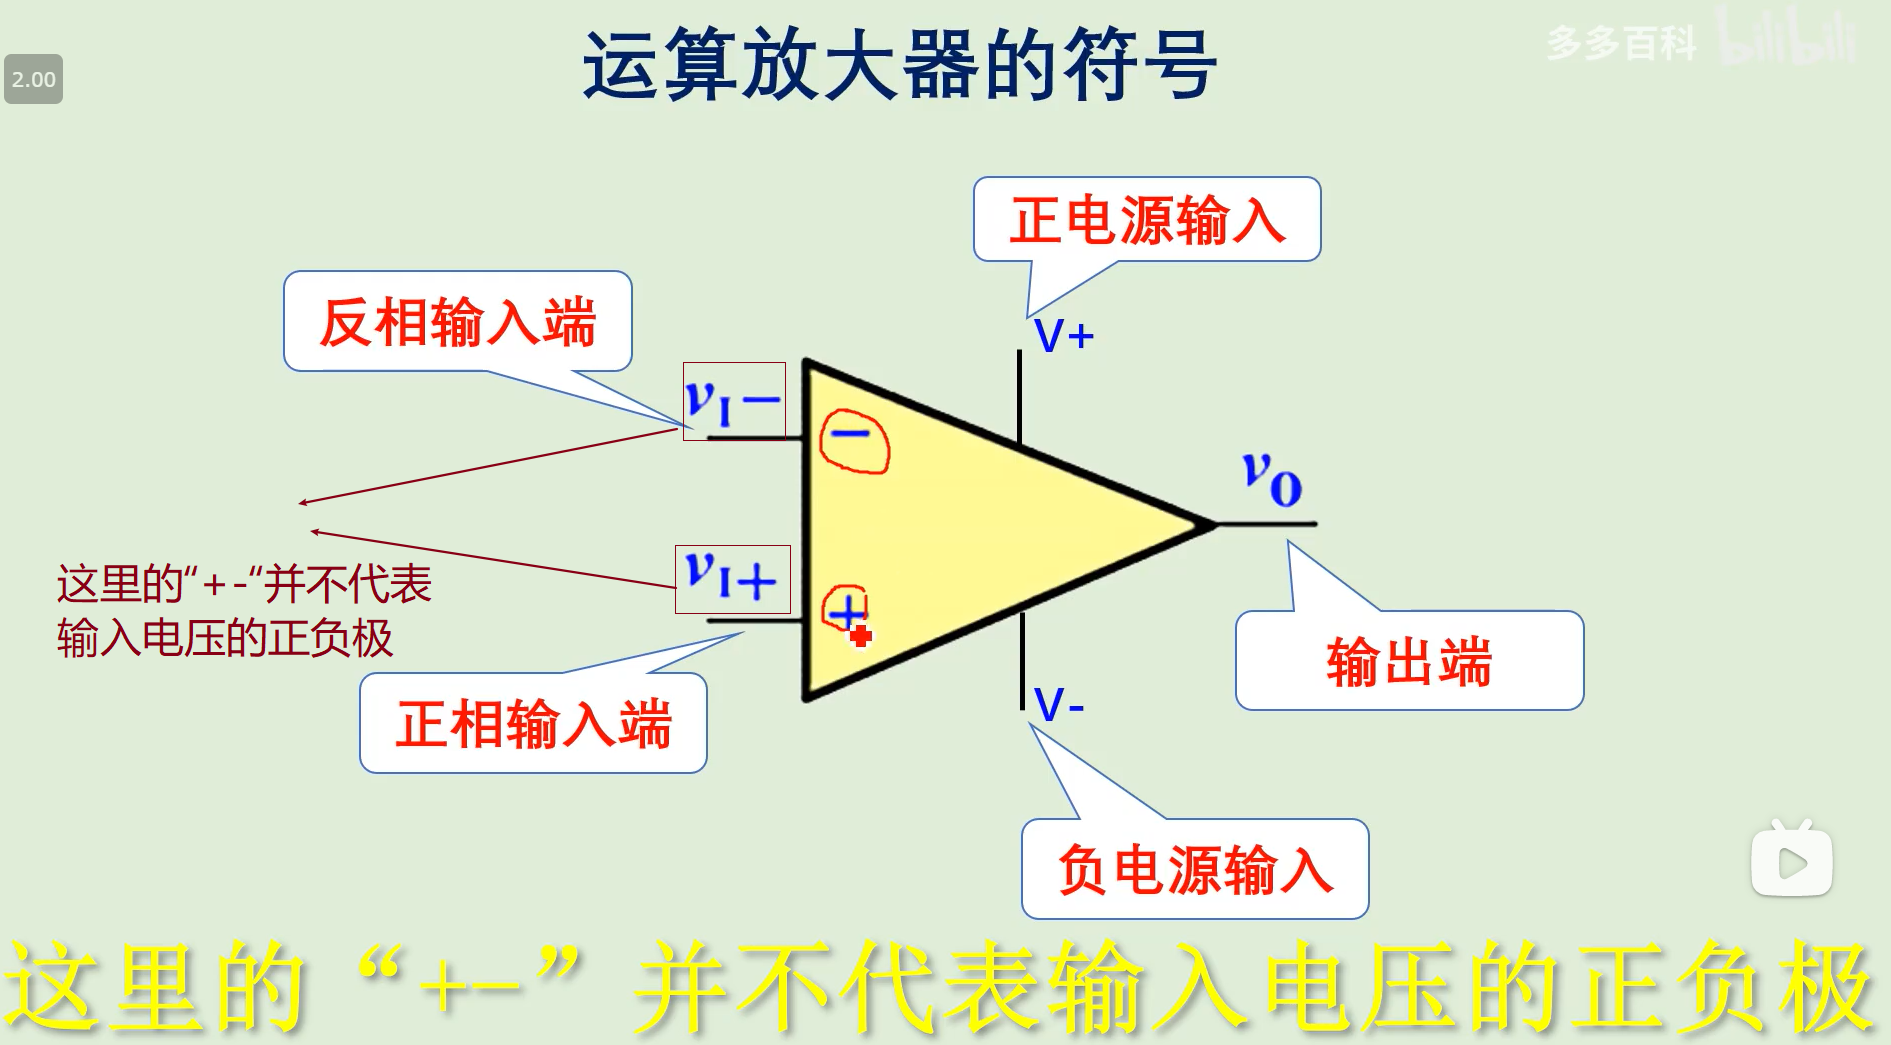 运算放大器的符号
多多百科 bilibili
2.00
正电源输入
反相输入端
V+
vI−
−
vO
vI+
+
这里的“+-“并不代表
输入电压的正负极
输出端
正相输入端
V-
负电源输入
这里的“+−”并不代表输入电压的正负极